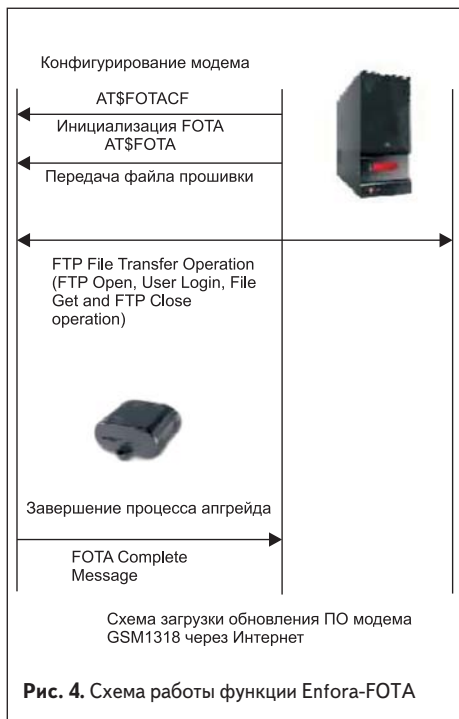 Конфигурирование модема
AT$FOTACF
Инициализация FOTA
AT$FOTA
Передача файла прошивки
FTP File Transfer Operation
(FTP Open, User Login, File
Get and FTP Close
operation)
Завершение процесса апгрейда
FOTA Complete
Message
Схема загрузки обновления ПО модема
GSM1318 через Интернет
Рис. 4. Схема работы функции Enfora-FOTA